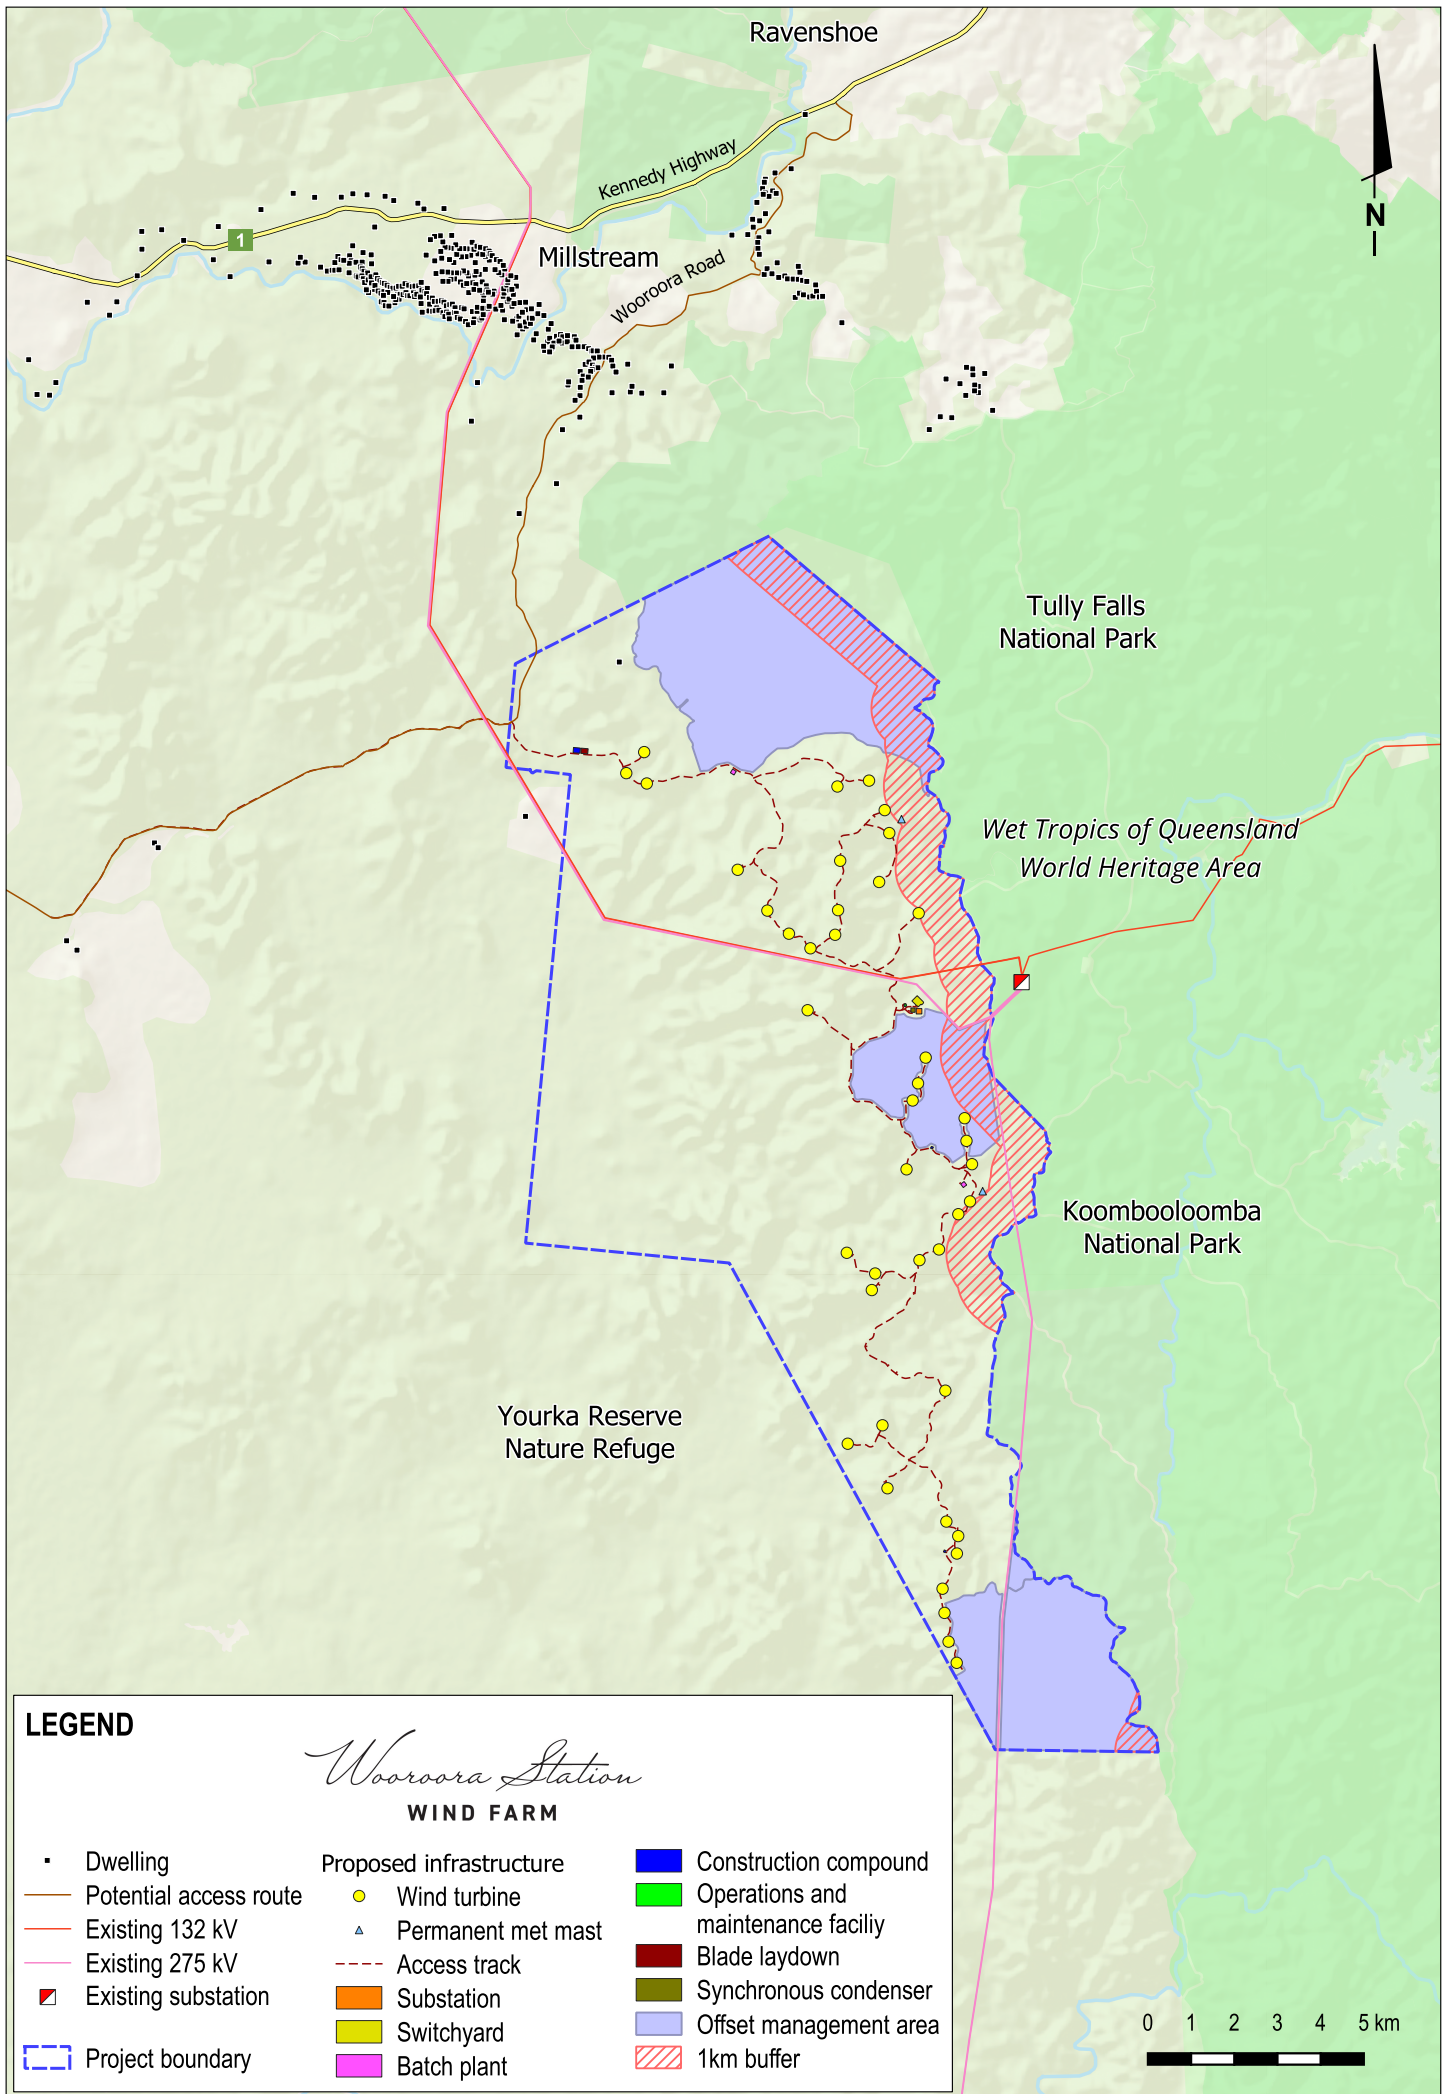 Ravenshoe
Kennedy Highway
1
Millstream
Wooroora Road
N
Tully Falls
National Park
Wet Tropics of Queensland
World Heritage Area
Koombooloomba
National Park
Yourka Reserve
Nature Refuge
LEGEND
Wooroora Station
WIND FARM
Dwelling
Potential access route
Existing 132 kV
Existing 275 kV
Existing substation
Project boundary
Proposed infrastructure
Wind turbine
Permanent met mast
Access track
Substation
Switchyard
Batch plant
Construction compound
Operations and
maintenance faciliy
Blade laydown
Synchronous condenser
Offset management area
1km buffer
0 1 2 3 4 5 km